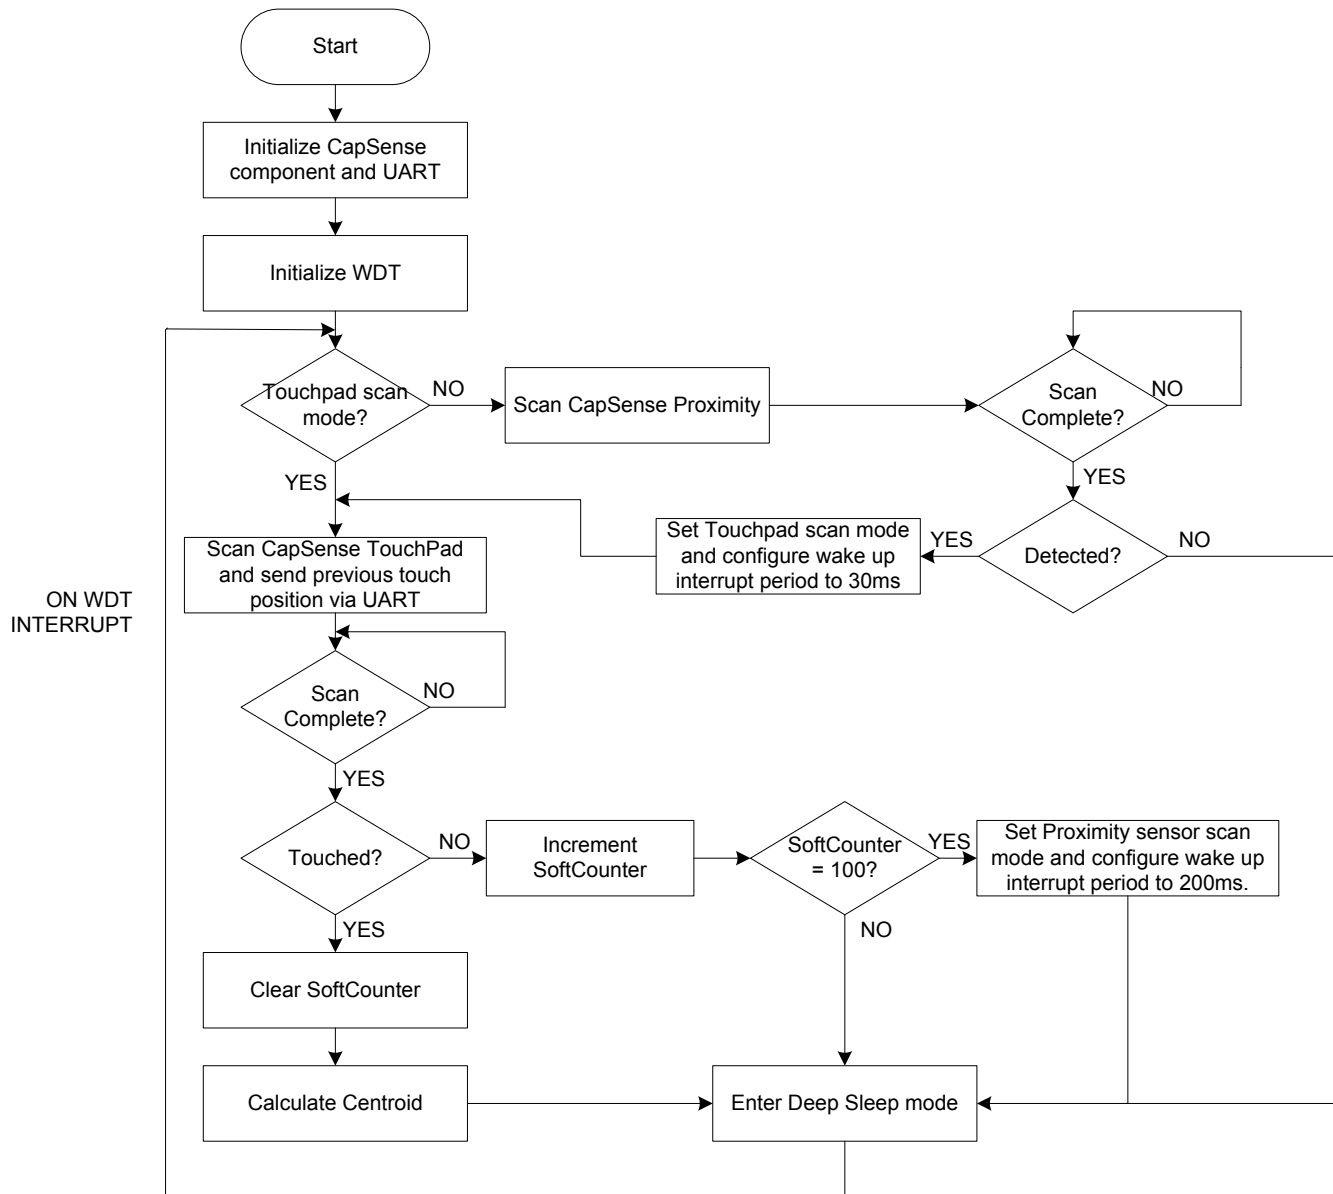 Start
Initialize CapSense
component and UART
Initialize WDT
Touchpad scan
mode?
NO
Scan CapSense Proximity
Scan
Complete?
NO
YES
YES
Set Touchpad scan mode
and configure wake up
interrupt period to 30ms
YES
Detected?
NO
Scan CapSense TouchPad
and send previous touch
position via UART
ON WDT
INTERRUPT
Scan
Complete?
NO
YES
Touched?
NO
Increment
SoftCounter
SoftCounter
= 100?
YES
Set Proximity sensor scan
mode and configure wake up
interrupt period to 200ms.
YES
NO
Clear SoftCounter
Calculate Centroid
Enter Deep Sleep mode